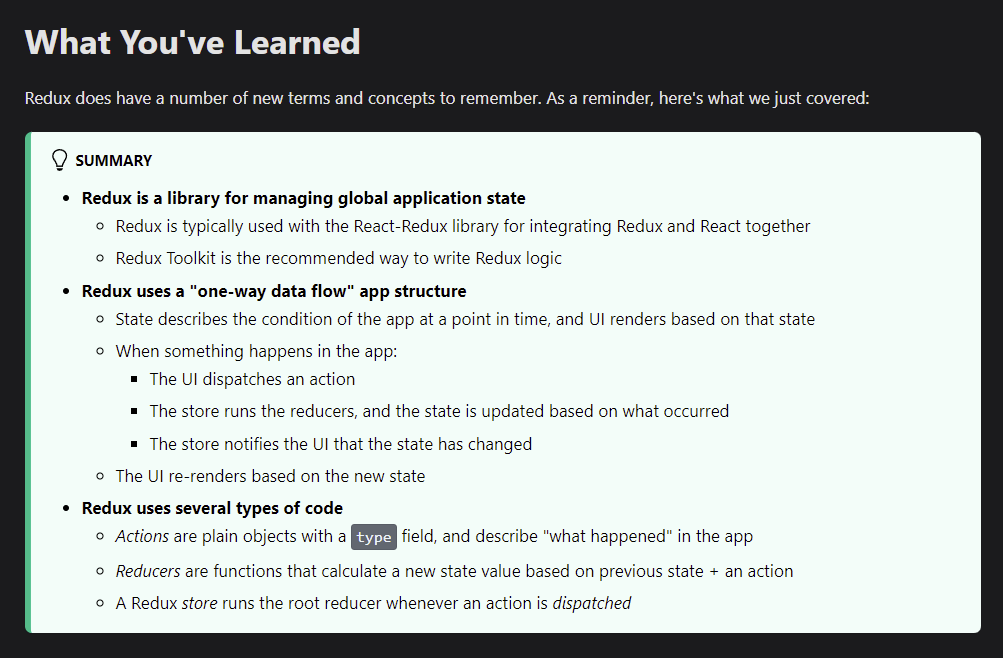 What You've Learned
Redux does have a number of new terms and concepts to remember. As a reminder, here's what we just covered:
SUMMARY
Redux is a library for managing global application state
Redux is typically used with the React-Redux library for integrating Redux and React together
Redux Toolkit is the recommended way to write Redux logic
Redux uses a "one-way data flow" app structure
State describes the condition of the app at a point in time, and UI renders based on that state
When something happens in the app:
The UI dispatches an action
The store runs the reducers, and the state is updated based on what occurred
The store notifies the UI that the state has changed
The UI re-renders based on the new state
Redux uses several types of code
Actions are plain objects with a type field, and describe "what happened" in the app
Reducers are functions that calculate a new state value based on previous state + an action
A Redux store runs the root reducer whenever an action is dispatched